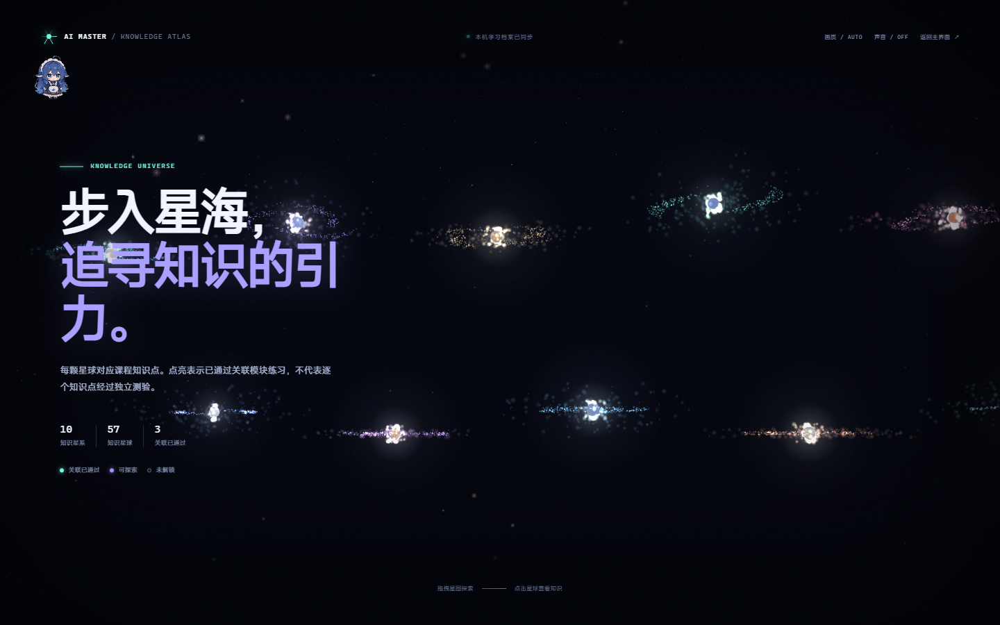 AI MASTER / KNOWLEDGE ATLAS
本机学习档案已同步
画质 / AUTO 声音 / OFF 返回主界面 ↗
KNOWLEDGE UNIVERSE
步入星海，
追寻知识的引
力。
每颗星球对应课程知识点。点亮表示已通过关联模块练习，不代表逐
个知识点经过独立测验。
10 57 3
知识星系 知识星球 关联已通过
关联已通过 可探索 未解锁
拖拽星图探索 点击星球查看知识